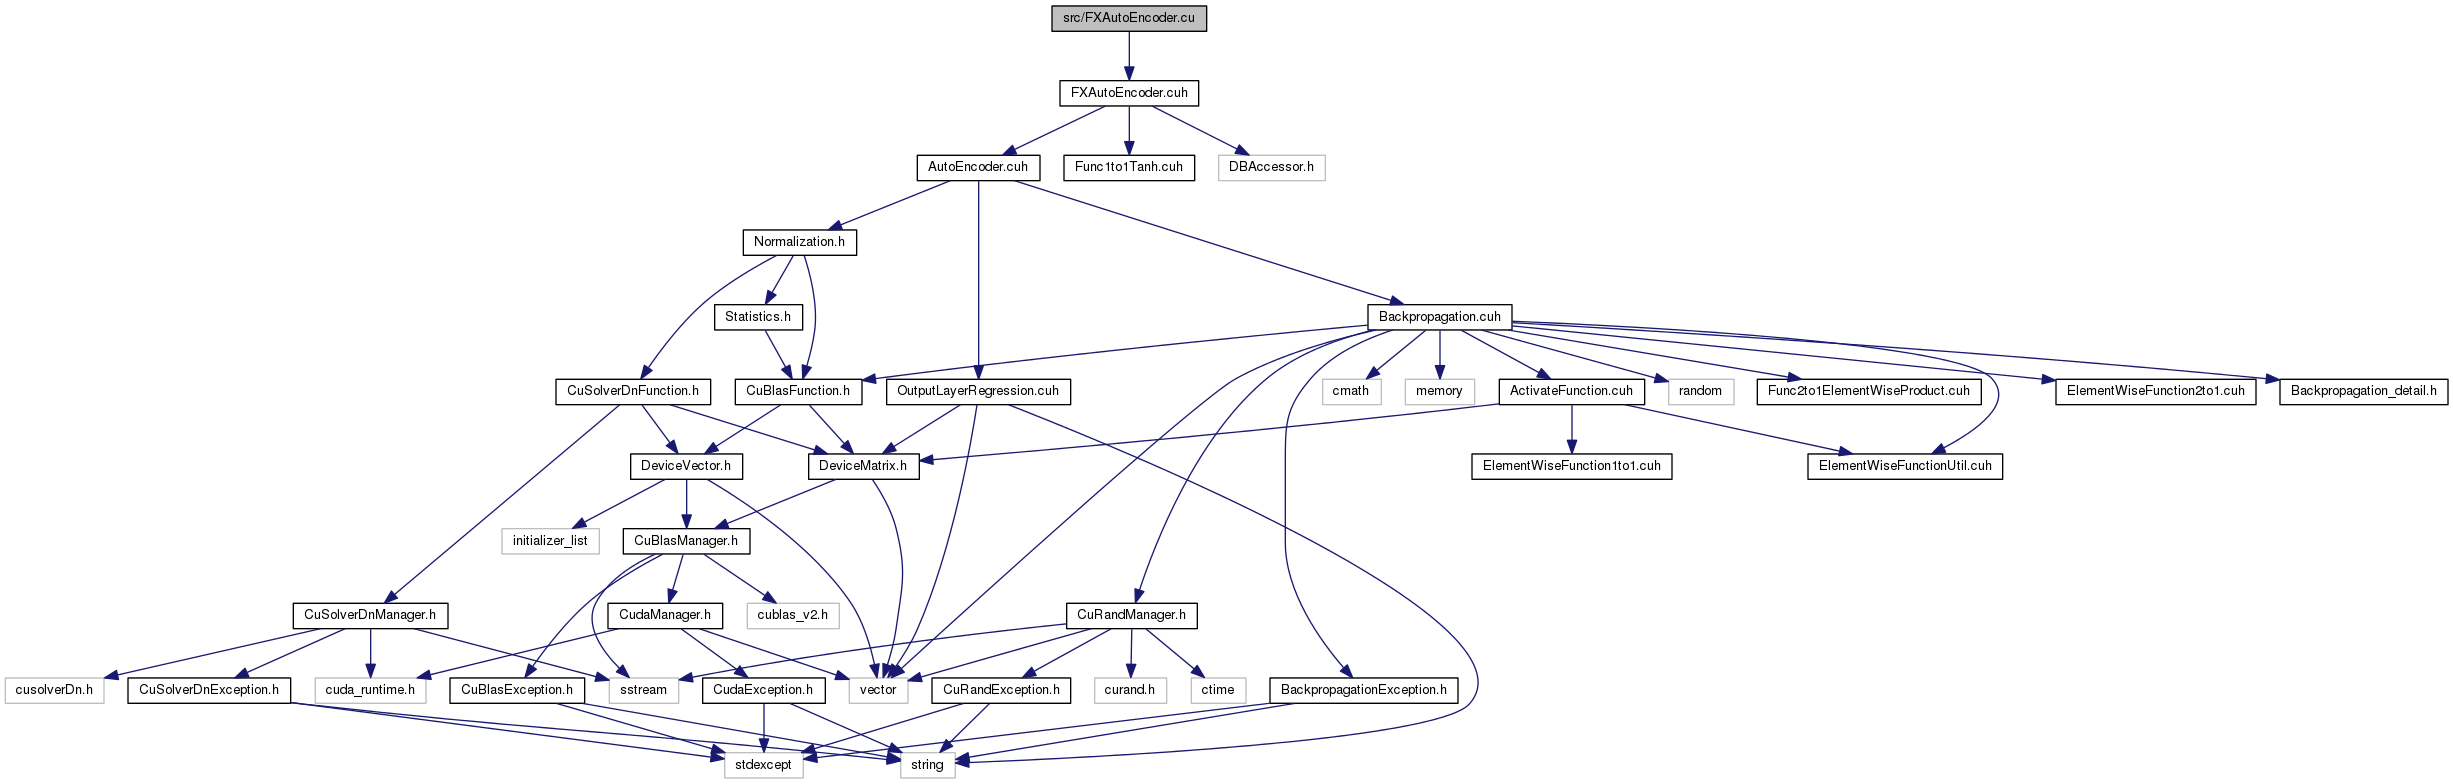 src/FXAutoEncoder.cu
FXAutoEncoder.cuh
AutoEncoder.cuh
Func1to1Tanh.cuh
DBAccessor.h
Normalization.h
Statistics.h
Backpropagation.cuh
CuSolverDnFunction.h
CuBlasFunction.h
OutputLayerRegression.cuh
cmath
memory
ActivateFunction.cuh
random
Func2to1ElementWiseProduct.cuh
ElementWiseFunction2to1.cuh
Backpropagation_detail.h
DeviceVector.h
DeviceMatrix.h
ElementWiseFunction1to1.cuh
ElementWiseFunctionUtil.cuh
initializer_list
CuBlasManager.h
CuSolverDnManager.h
CudaManager.h
cublas_v2.h
CuRandManager.h
cusolverDn.h
CuSolverDnException.h
cuda_runtime.h
CuBlasException.h
sstream
CudaException.h
vector
CuRandException.h
curand.h
ctime
BackpropagationException.h
stdexcept
string